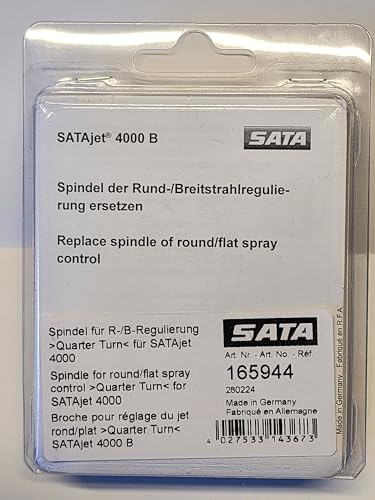 SATAjet® 4000 B
SATA
Spindel der Rund-/Breitstrahlregulie-
rung ersetzen
Replace spindle of round/flat spray
control
Spindel für R-/B-Regulierung
>Quarter Turn< für SATAjet
4000
Spindle for round/flat spray
control >Quarter Turn< for
SATAjet 4000
Broche pour réglage du jet
rond/plat >Quarter Turn<
SATAjet 4000 B
SATA
Art. Nr. - Art. No. - Réf
165944
280224
Made in Germany
Fabriqué en Allemagne
4 027533 143673
Made in Germany - Fabriqué en R.F.A.